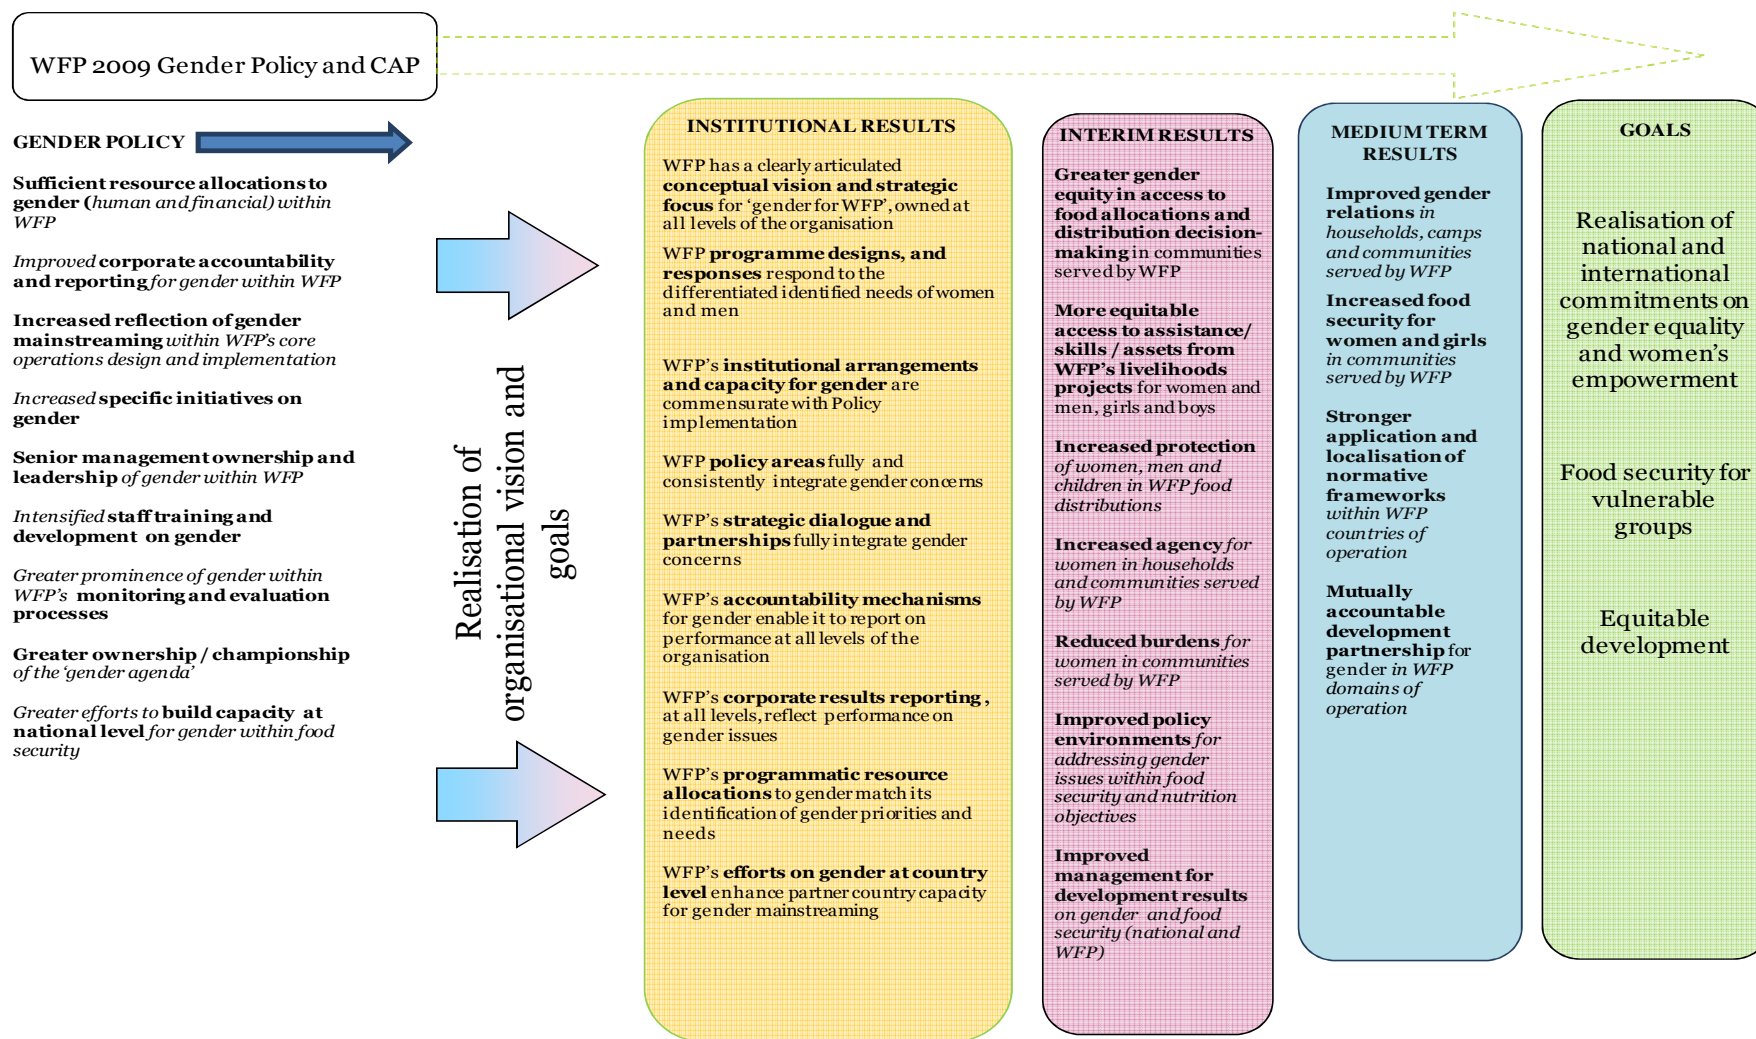 WFP 2009 Gender Policy and CAP
GENDER POLICY
Sufficient resource allocations to
gender (human and financial) within
WFP
Improved corporate accountability
and reporting for gender within WFP
Increased reflection of gender
mainstreaming within WFP's core
operations design and implementation
Increased specific initiatives on
gender
Senior management ownership and
leadership of gender within WFP
Intensified staff training and
development on gender
Greater prominence of gender within
WFP's monitoring and evaluation
processes
Greater ownership / championship
of the 'gender agenda'
Greater efforts to build capacity at
national level for gender within food
security
Realisation of
organisational vision and
goals
INSTITUTIONAL RESULTS
WFP has a clearly articulated
conceptual vision and strategic
focus for 'gender for WFP', owned at
all levels of the organisation
WFP programme designs, and
responses respond to the
differentiated identified needs of women
and men
WFP's institutional arrangements
and capacity for gender are
commensurate with Policy
implementation
WFP policy areas fully and
consistently integrate gender concerns
WFP's strategic dialogue and
partnerships fully integrate gender
concerns
WFP's accountability mechanisms
for gender enable it to report on
performance at all levels of the
organisation
WFP's corporate results reporting ,
at all levels, reflect performance on
gender issues
WFP's programmatic resource
allocations to gender match its
identification of gender priorities and
needs
WFP's efforts on gender at country
level enhance partner country capacity
for gender mainstreaming
INTERIM RESULTS
Greater gender
equity in access to
food allocations and
distribution decision-
making in communities
served by WFP
More equitable
access to assistance/
skills / assets from
WFP's livelihoods
projects for women and
men, girls and boys
Increased protection
of women, men and
children in WFP food
distributions
Increased agency for
women in households
and communities served
by WFP
Reduced burdens for
women in communities
served by WFP
Improved policy
environments for
addressing gender
issues within food
security and nutrition
objectives
Improved
management for
development results
on gender and food
security (national and
WFP)
MEDIUM TERM
RESULTS
Improved gender
relations in
households, camps
and communities
served by WFP
Increased food
security for
women and girls
in communities
served by WFP
Stronger
application and
localisation of
normative
frameworks
within WFP
countries of
operation
Mutually
accountable
development
partnership for
gender in WFP
domains of
operation
GOALS
Realisation of
national and
international
commitments on
gender equality
and women's
empowerment
Food security for
vulnerable
groups
Equitable
development